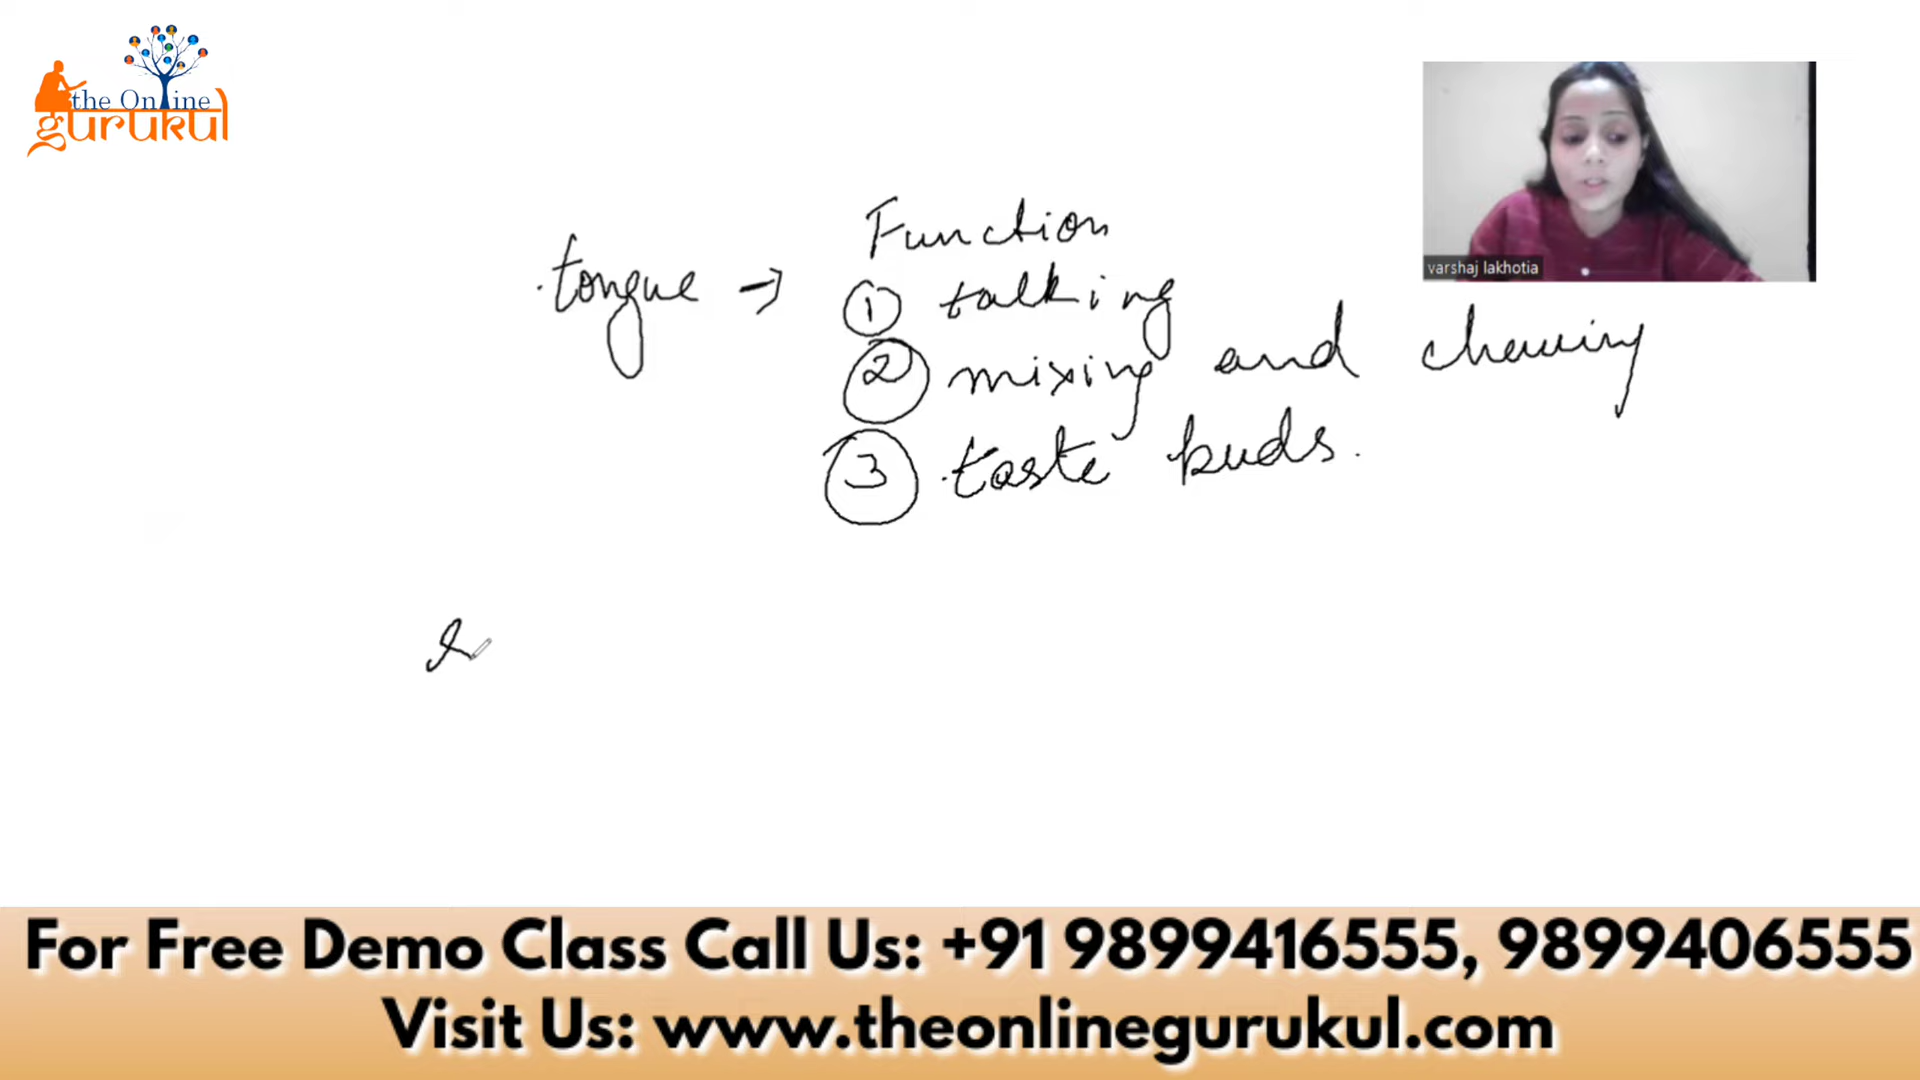 the Online
gurukul
varshaj lakhotia
Function
tongue →
① talking
② mixing and chewing
③ taste buds.
For Free Demo Class Call Us: +91 9899416555, 9899406555
Visit Us: www.theonlinegurukul.com